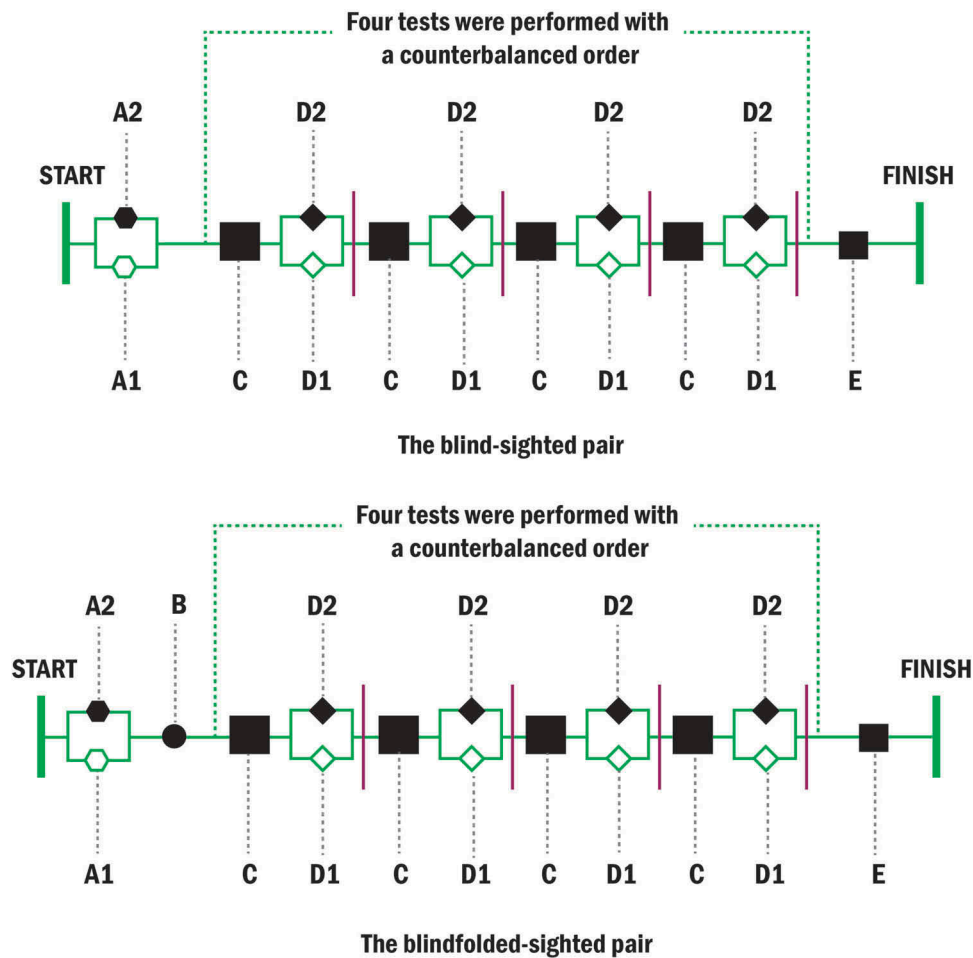 Four tests were performed with
a counterbalanced order
A2 D2 D2 D2 D2
START FINISH
A1 C D1 C D1 C D1 C D1 E
The blind-sighted pair
Four tests were performed with
a counterbalanced order
A2 B D2 D2 D2 D2
START FINISH
A1 C D1 C D1 C D1 C D1 E
The blindfolded-sighted pair